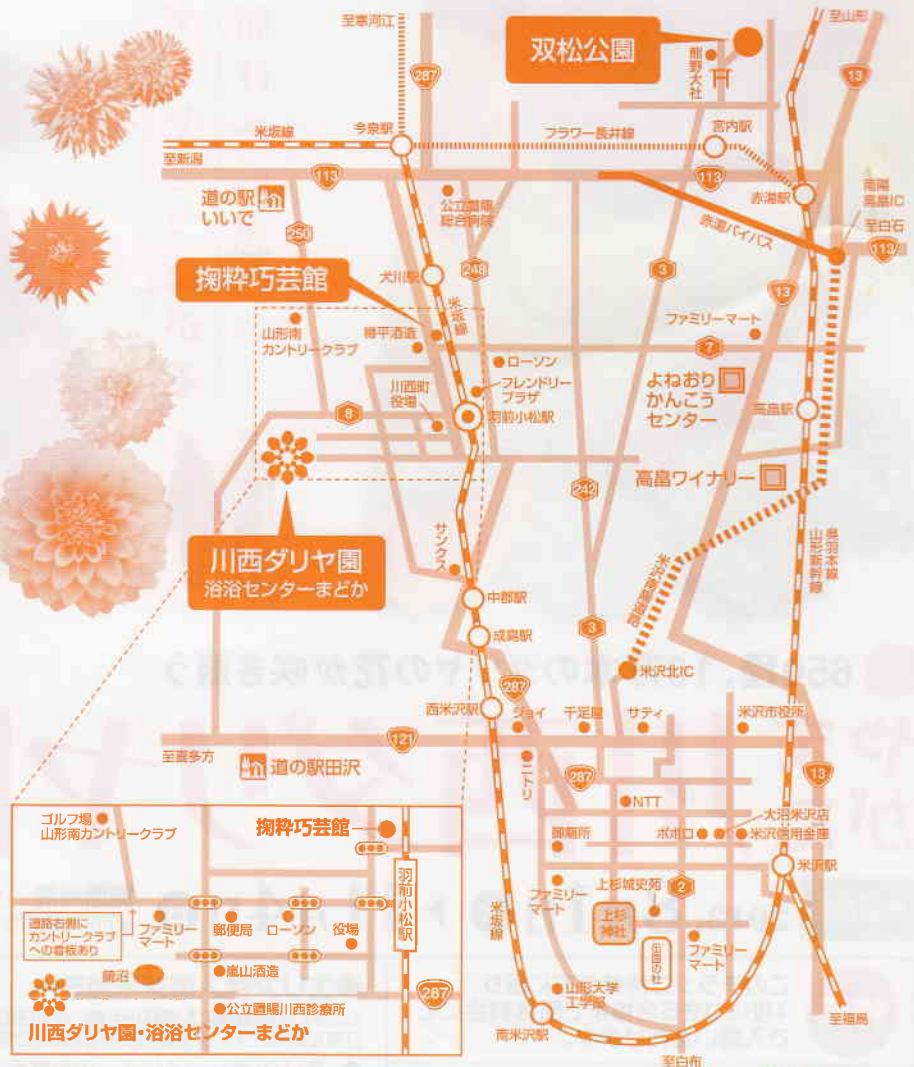 至寒河江
至山形
双松公園
熊野大社
287
13
米坂線
今泉駅
フラワー長井線
宮内駅
至新潟
113
113
赤湯駅
南陽
高畠IC
道の駅
いいで
公立置賜
総合病院
赤湯バイパス
至白石
113
250
248
3
犬川駅
13
掬粋巧芸館
米坂線
山形南
カントリークラブ
樽平酒造
ファミリーマート
7
ローソン
川西町
役場
フレンドリー
プラザ
よねおり
かんこう
センター
8
羽前小松駅
高畠駅
高畠ワイナリー
242
川西ダリヤ園
浴浴センターまどか
サンクス
奥羽本線
山形新幹線
米沢南陽道路
中郡駅
3
成島駅
米沢北IC
287
西米沢駅
ジョイ
千足屋
サティ
米沢市役所
121
至喜多方
道の駅田沢
ニトリ
287
13
NTT
大沼米沢店
ポポロ
米沢信用金庫
御廟所
米沢駅
ファミリー
マート
上杉城史苑
2
上杉
神社
伝国の杜
ファミリー
マート
米坂線
山形大学
工学部
南米沢駅
至福島
至白布
ゴルフ場
山形南カントリークラブ
掬粋巧芸館
羽前小松駅
道路右側に
カントリークラブ
への看板あり
ファミリー
マート
郵便局
ローソン
役場
鏡沼
嵐山酒造
287
公立置賜川西診療所
川西ダリヤ園・浴浴センターまどか